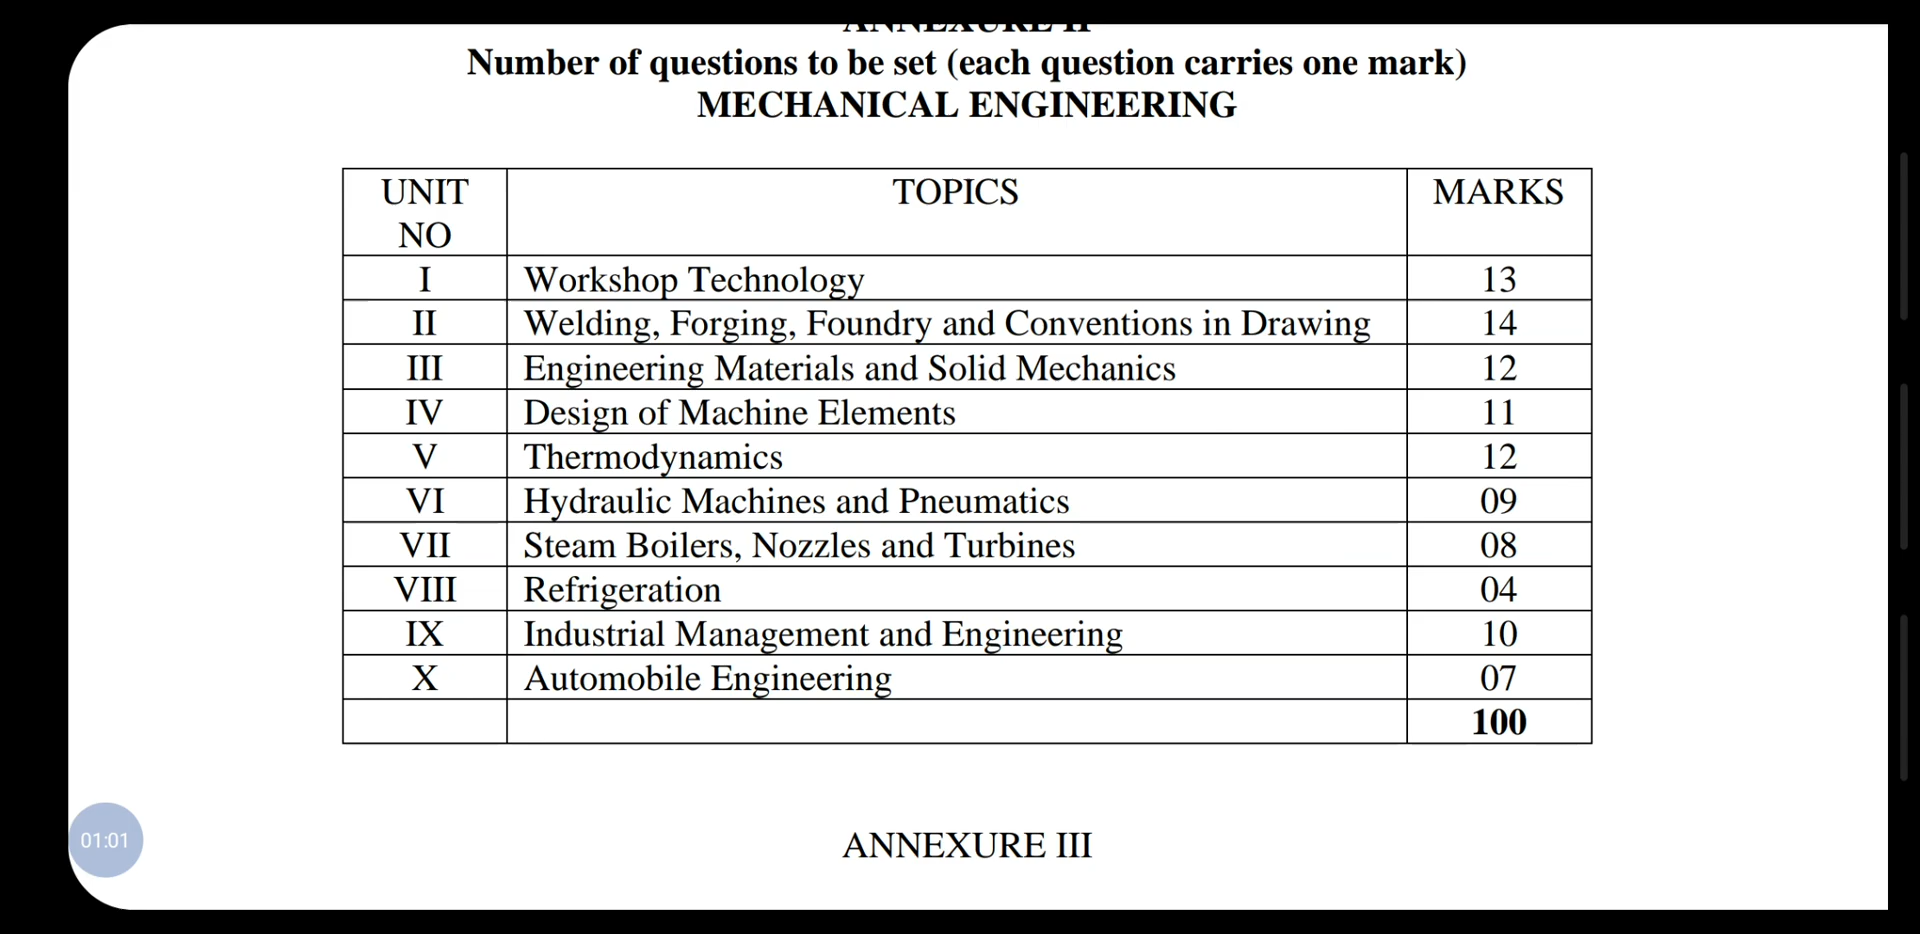 ANNEXURE II
Number of questions to be set (each question carries one mark)
MECHANICAL ENGINEERING
UNIT NO TOPICS MARKS
I Workshop Technology 13
II Welding, Forging, Foundry and Conventions in Drawing 14
III Engineering Materials and Solid Mechanics 12
IV Design of Machine Elements 11
V Thermodynamics 12
VI Hydraulic Machines and Pneumatics 09
VII Steam Boilers, Nozzles and Turbines 08
VIII Refrigeration 04
IX Industrial Management and Engineering 10
X Automobile Engineering 07
100
01:01
ANNEXURE III